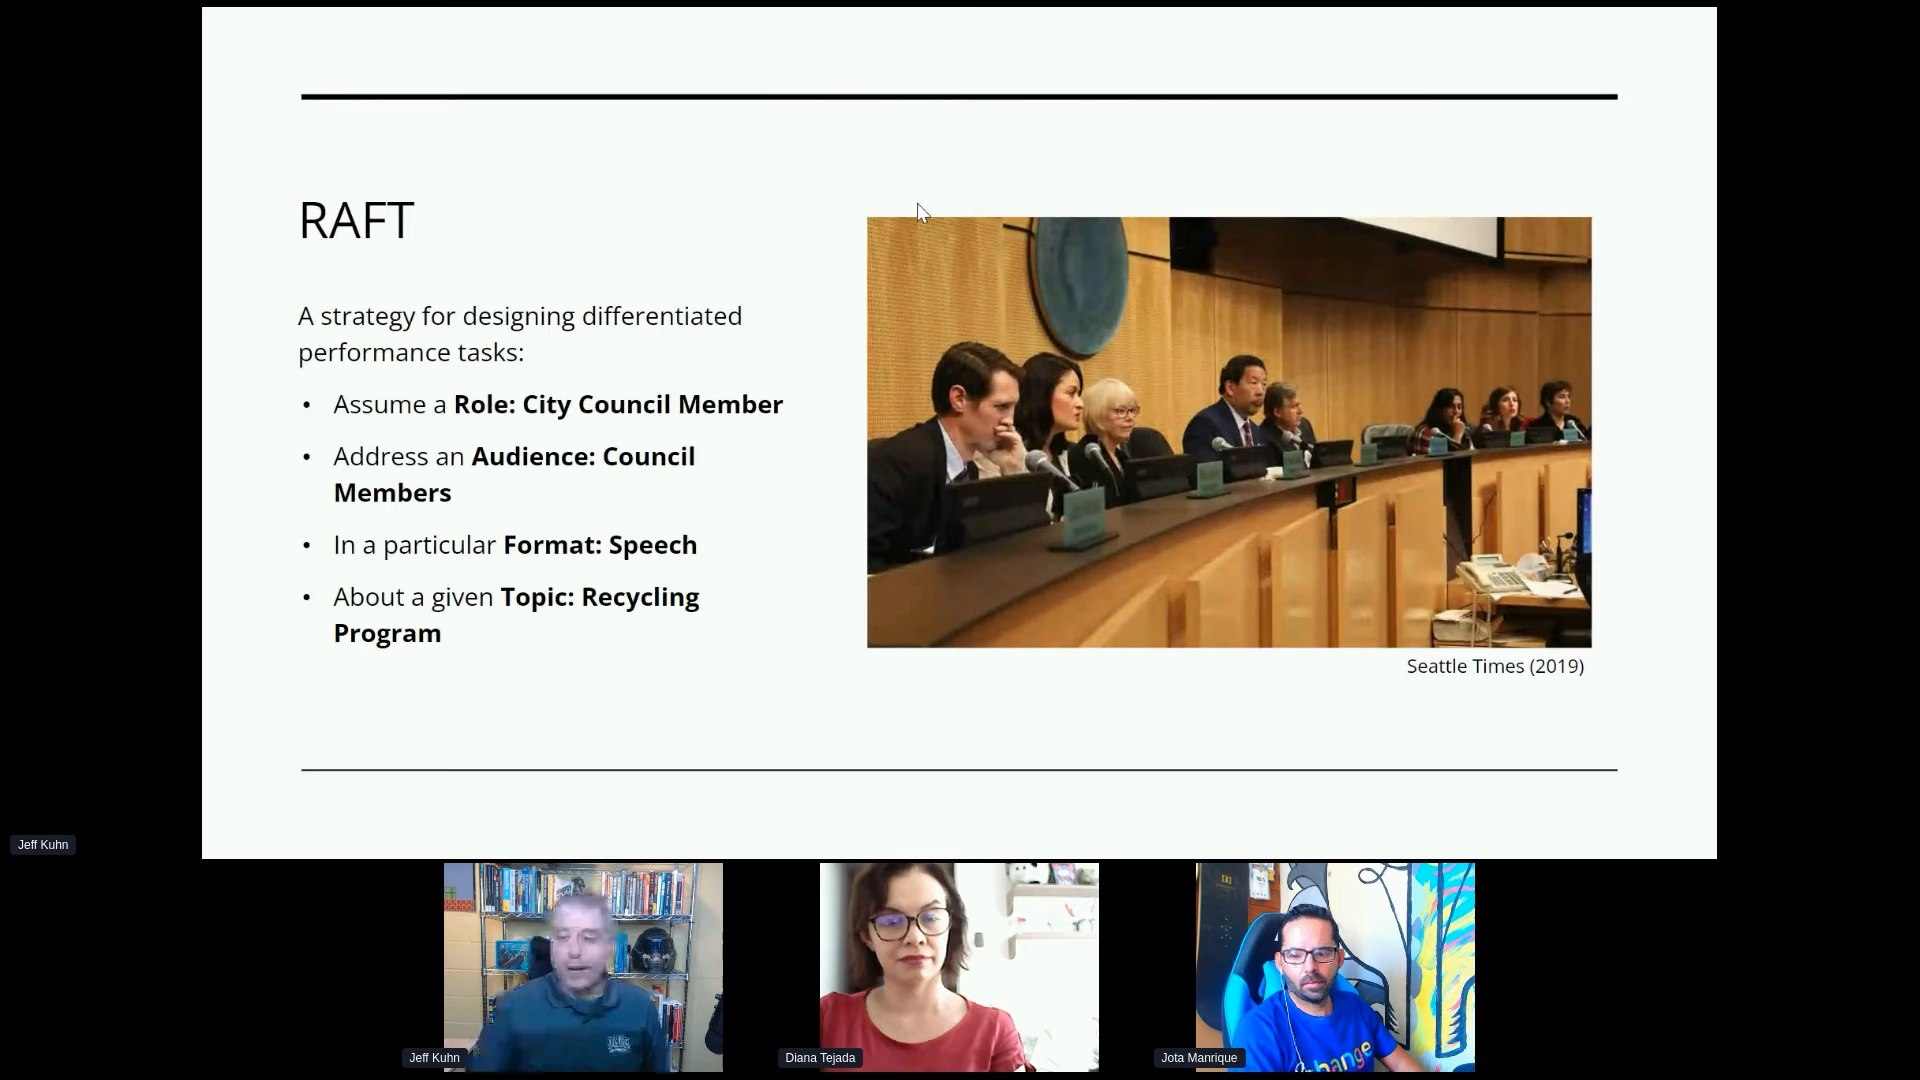 RAFT
A strategy for designing differentiated
performance tasks:
• Assume a Role: City Council Member
• Address an Audience: Council
Members
• In a particular Format: Speech
• About a given Topic: Recycling
Program
Seattle Times (2019)
Jeff Kuhn
Jeff Kuhn
Diana Tejada
Jota Manrique